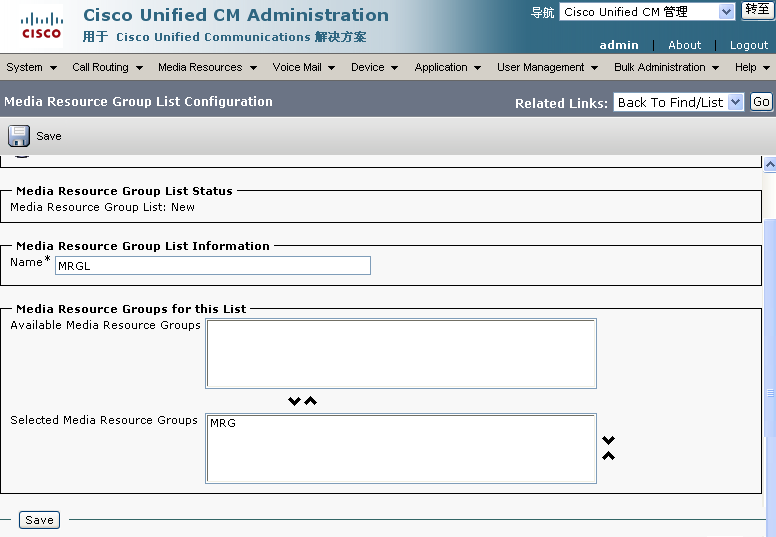 Cisco Unified CM Administration
导航 Cisco Unified CM 管理 转至
CISCO
用于 Cisco Unified Communications 解决方案
admin | About | Logout
System Call Routing Media Resources Voice Mail Device Application User Management Bulk Administration Help
Media Resource Group List Configuration
Related Links: Back To Find/List Go
Save
Media Resource Group List Status
Media Resource Group List: New
Media Resource Group List Information
Name* MRGL
Media Resource Groups for this List
Available Media Resource Groups
Selected Media Resource Groups MRG
Save